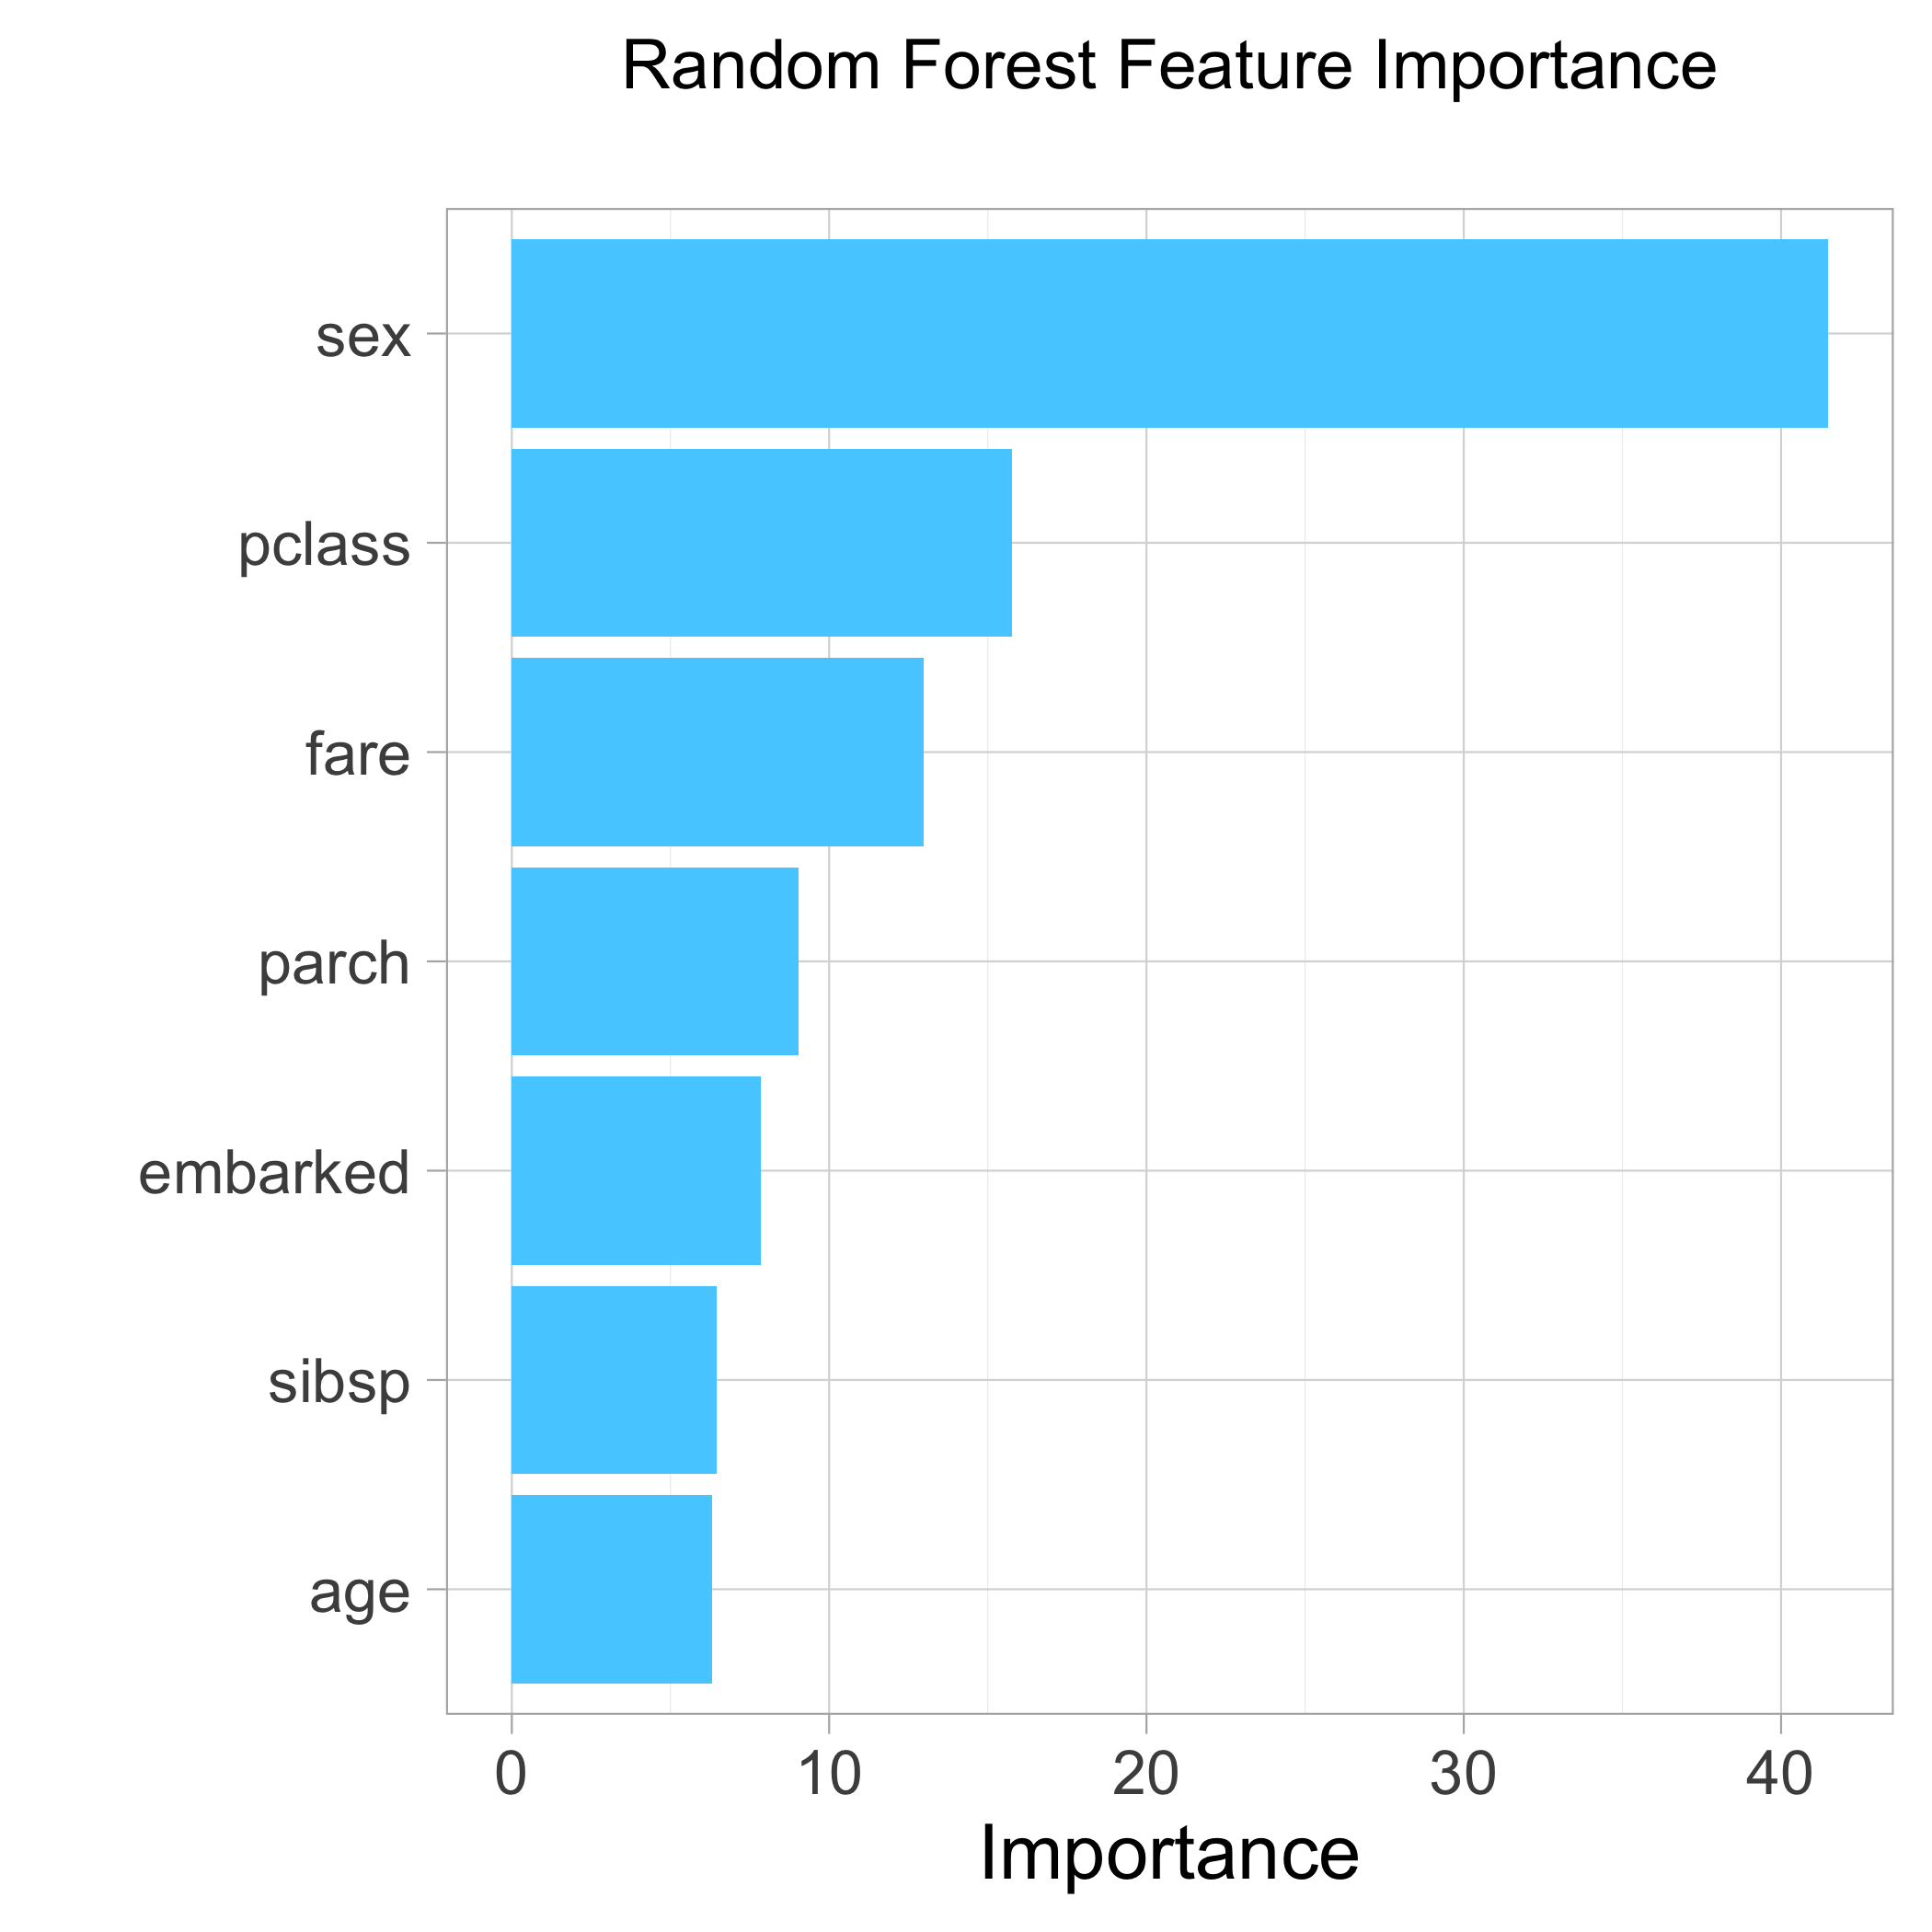 Random Forest Feature Importance
sex
pclass
fare
parch
embarked
sibsp
age
0 10 20 30 40
Importance